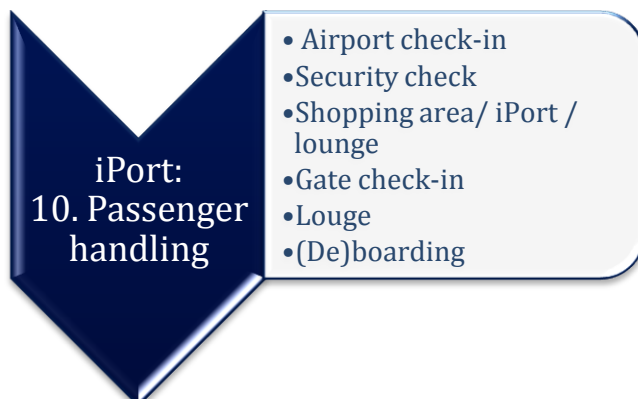 iPort:
10. Passenger
handling
• Airport check-in
•Security check
•Shopping area/ iPort /
lounge
•Gate check-in
•Louge
•(De)boarding